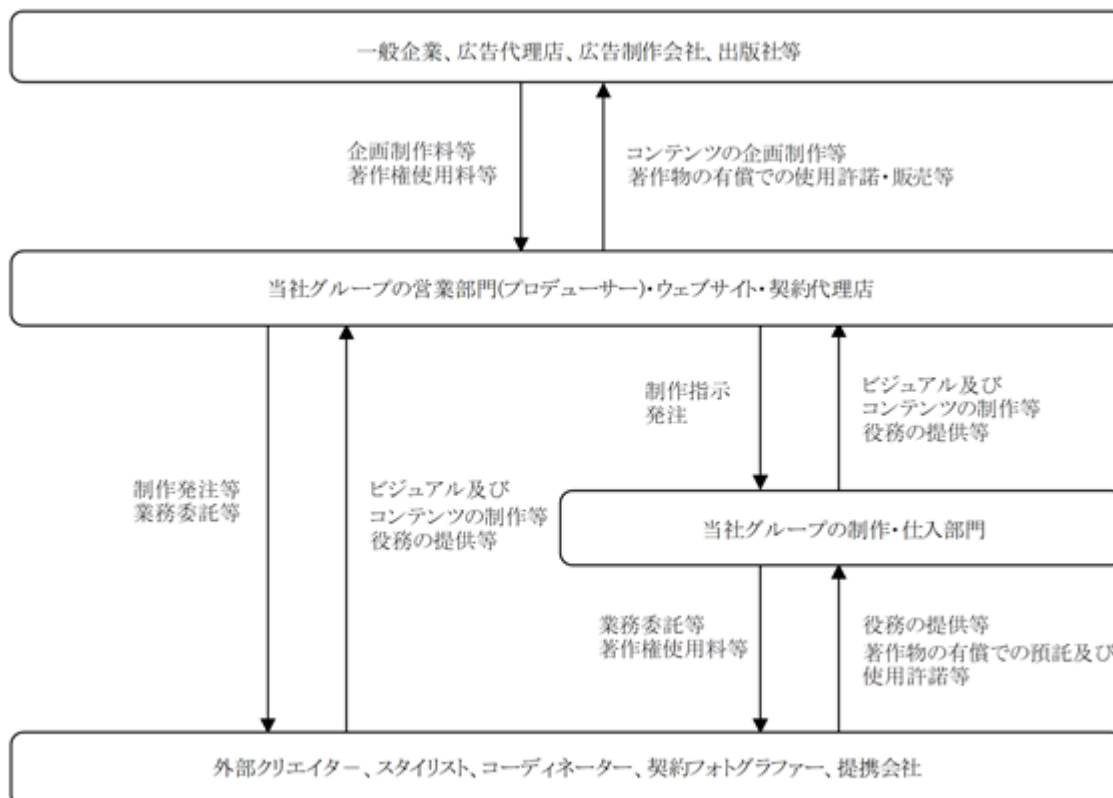 一般企業、広告代理店、広告制作会社、出版社等
企画制作料等
著作権使用料等
コンテンツの企画制作等
著作物の有償での使用許諾・販売等
当社グループの営業部門(プロデューサー)・ウェブサイト・契約代理店
制作指示
発注
ビジュアル及び
コンテンツの制作等
役務の提供等
制作発注等
業務委託等
ビジュアル及び
コンテンツの制作等
役務の提供等
当社グループの制作・仕入部門
業務委託等
著作権使用料等
役務の提供等
著作物の有償での預託及び
使用許諾等
外部クリエイター、スタイリスト、コーディネーター、契約フォトグラファー、提携会社